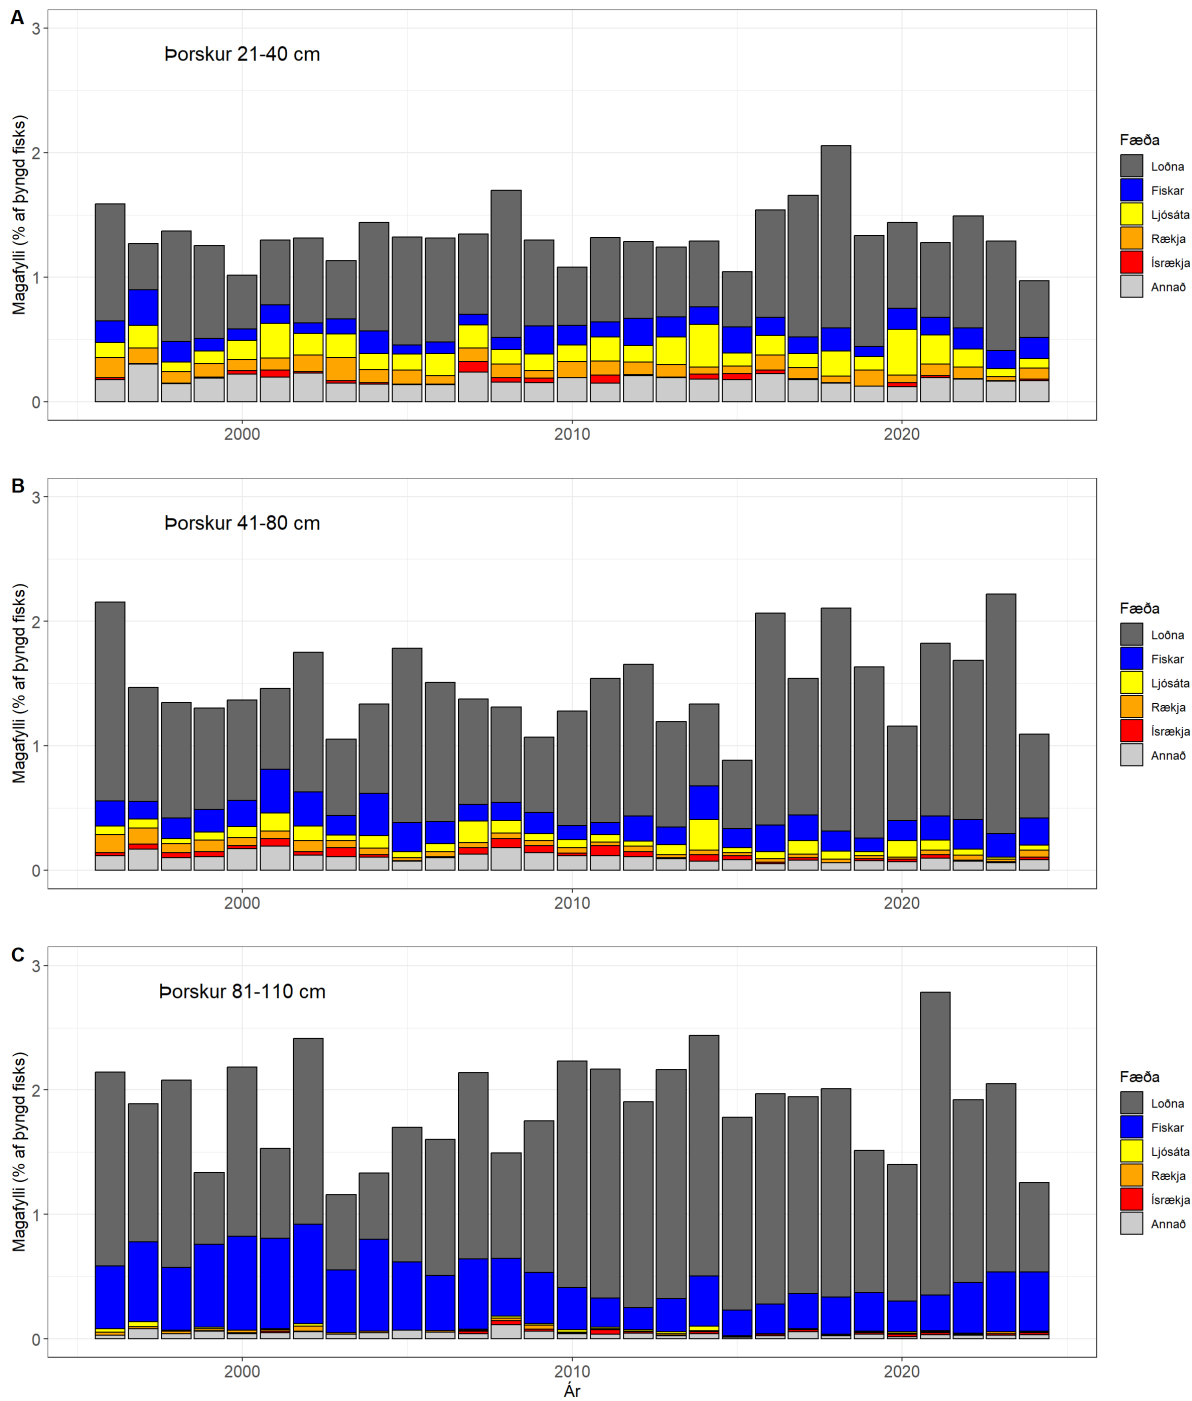 A
Þorskur 21-40 cm
Magafylli (% af þyngd fisks)
3
2
1
0
2000
2010
2020
Fæða
Loðna
Fiskar
Ljósáta
Rækja
Ísrækja
Annað
B
Þorskur 41-80 cm
Magafylli (% af þyngd fisks)
3
2
1
0
2000
2010
2020
Fæða
Loðna
Fiskar
Ljósáta
Rækja
Ísrækja
Annað
C
Þorskur 81-110 cm
Magafylli (% af þyngd fisks)
3
2
1
0
2000
2010
2020
Ár
Fæða
Loðna
Fiskar
Ljósáta
Rækja
Ísrækja
Annað